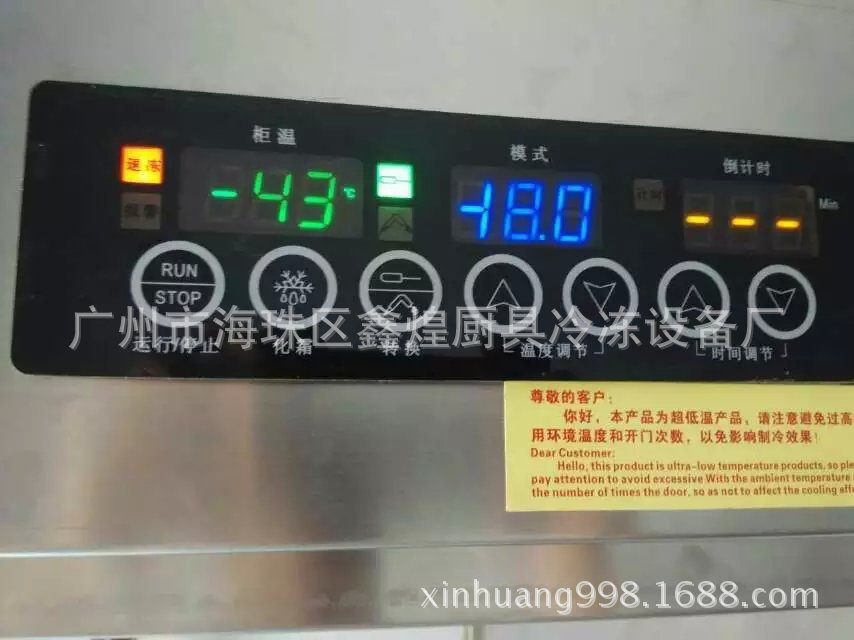 柜温
模式
倒计时
速冻
-43 ℃
-18.0
---
Min
报警
计时
RUN
STOP
运行/停止
化霜
转换
温度调节
时间调节
广州市海珠区鑫煌厨具冷冻设备厂
尊敬的客户：
你好，本产品为超低温产品，请注意避免过高
用环境温度和开门次数，以免影响制冷效果！
Dear Customer:
Hello, this product is ultra-low temperature products, so ple
pay attention to avoid excessive With the ambient temperature
the number of times the door, so as not to affect the cooling eff
xinhuang998.1688.com